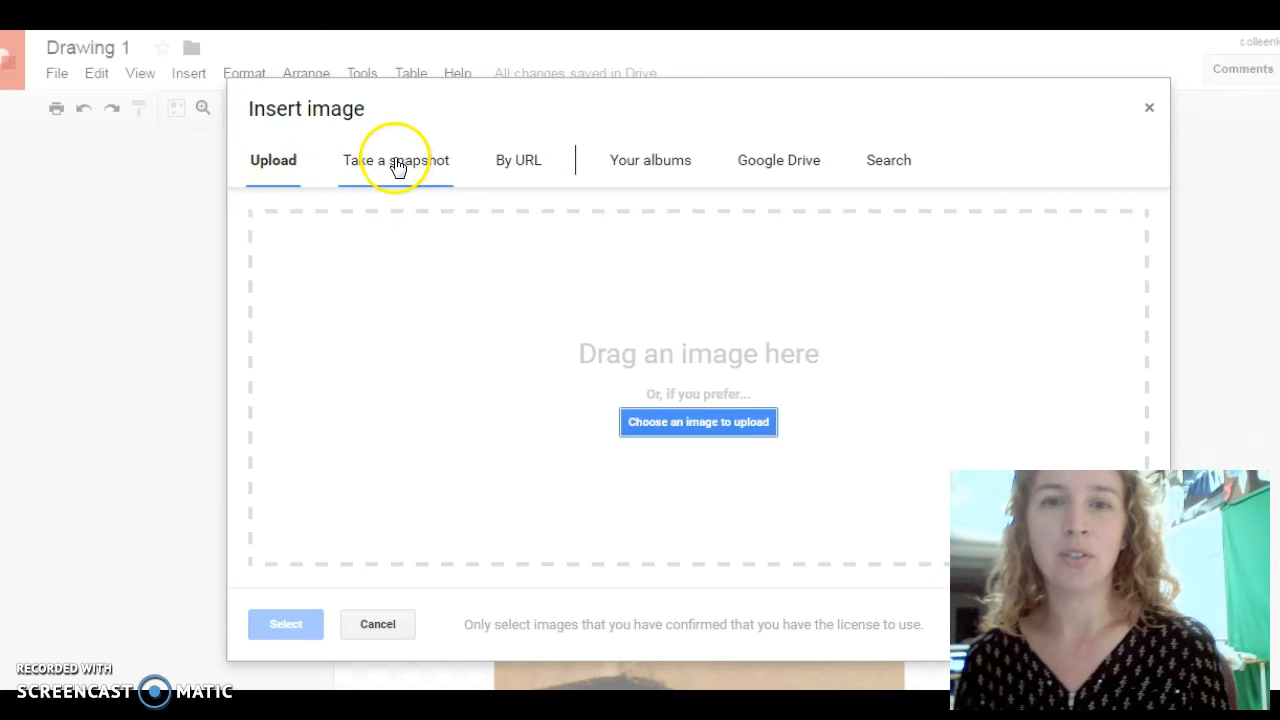 Drawing 1
File Edit View Insert Format Arrange Tools Table Help All changes saved in Drive
Comments
Insert image
Upload Take a snapshot By URL Your albums Google Drive Search
Drag an image here
Or, if you prefer...
Choose an image to upload
Select Cancel Only select images that you have confirmed that you have the license to use.
RECORDED WITH
SCREENCAST MATIC